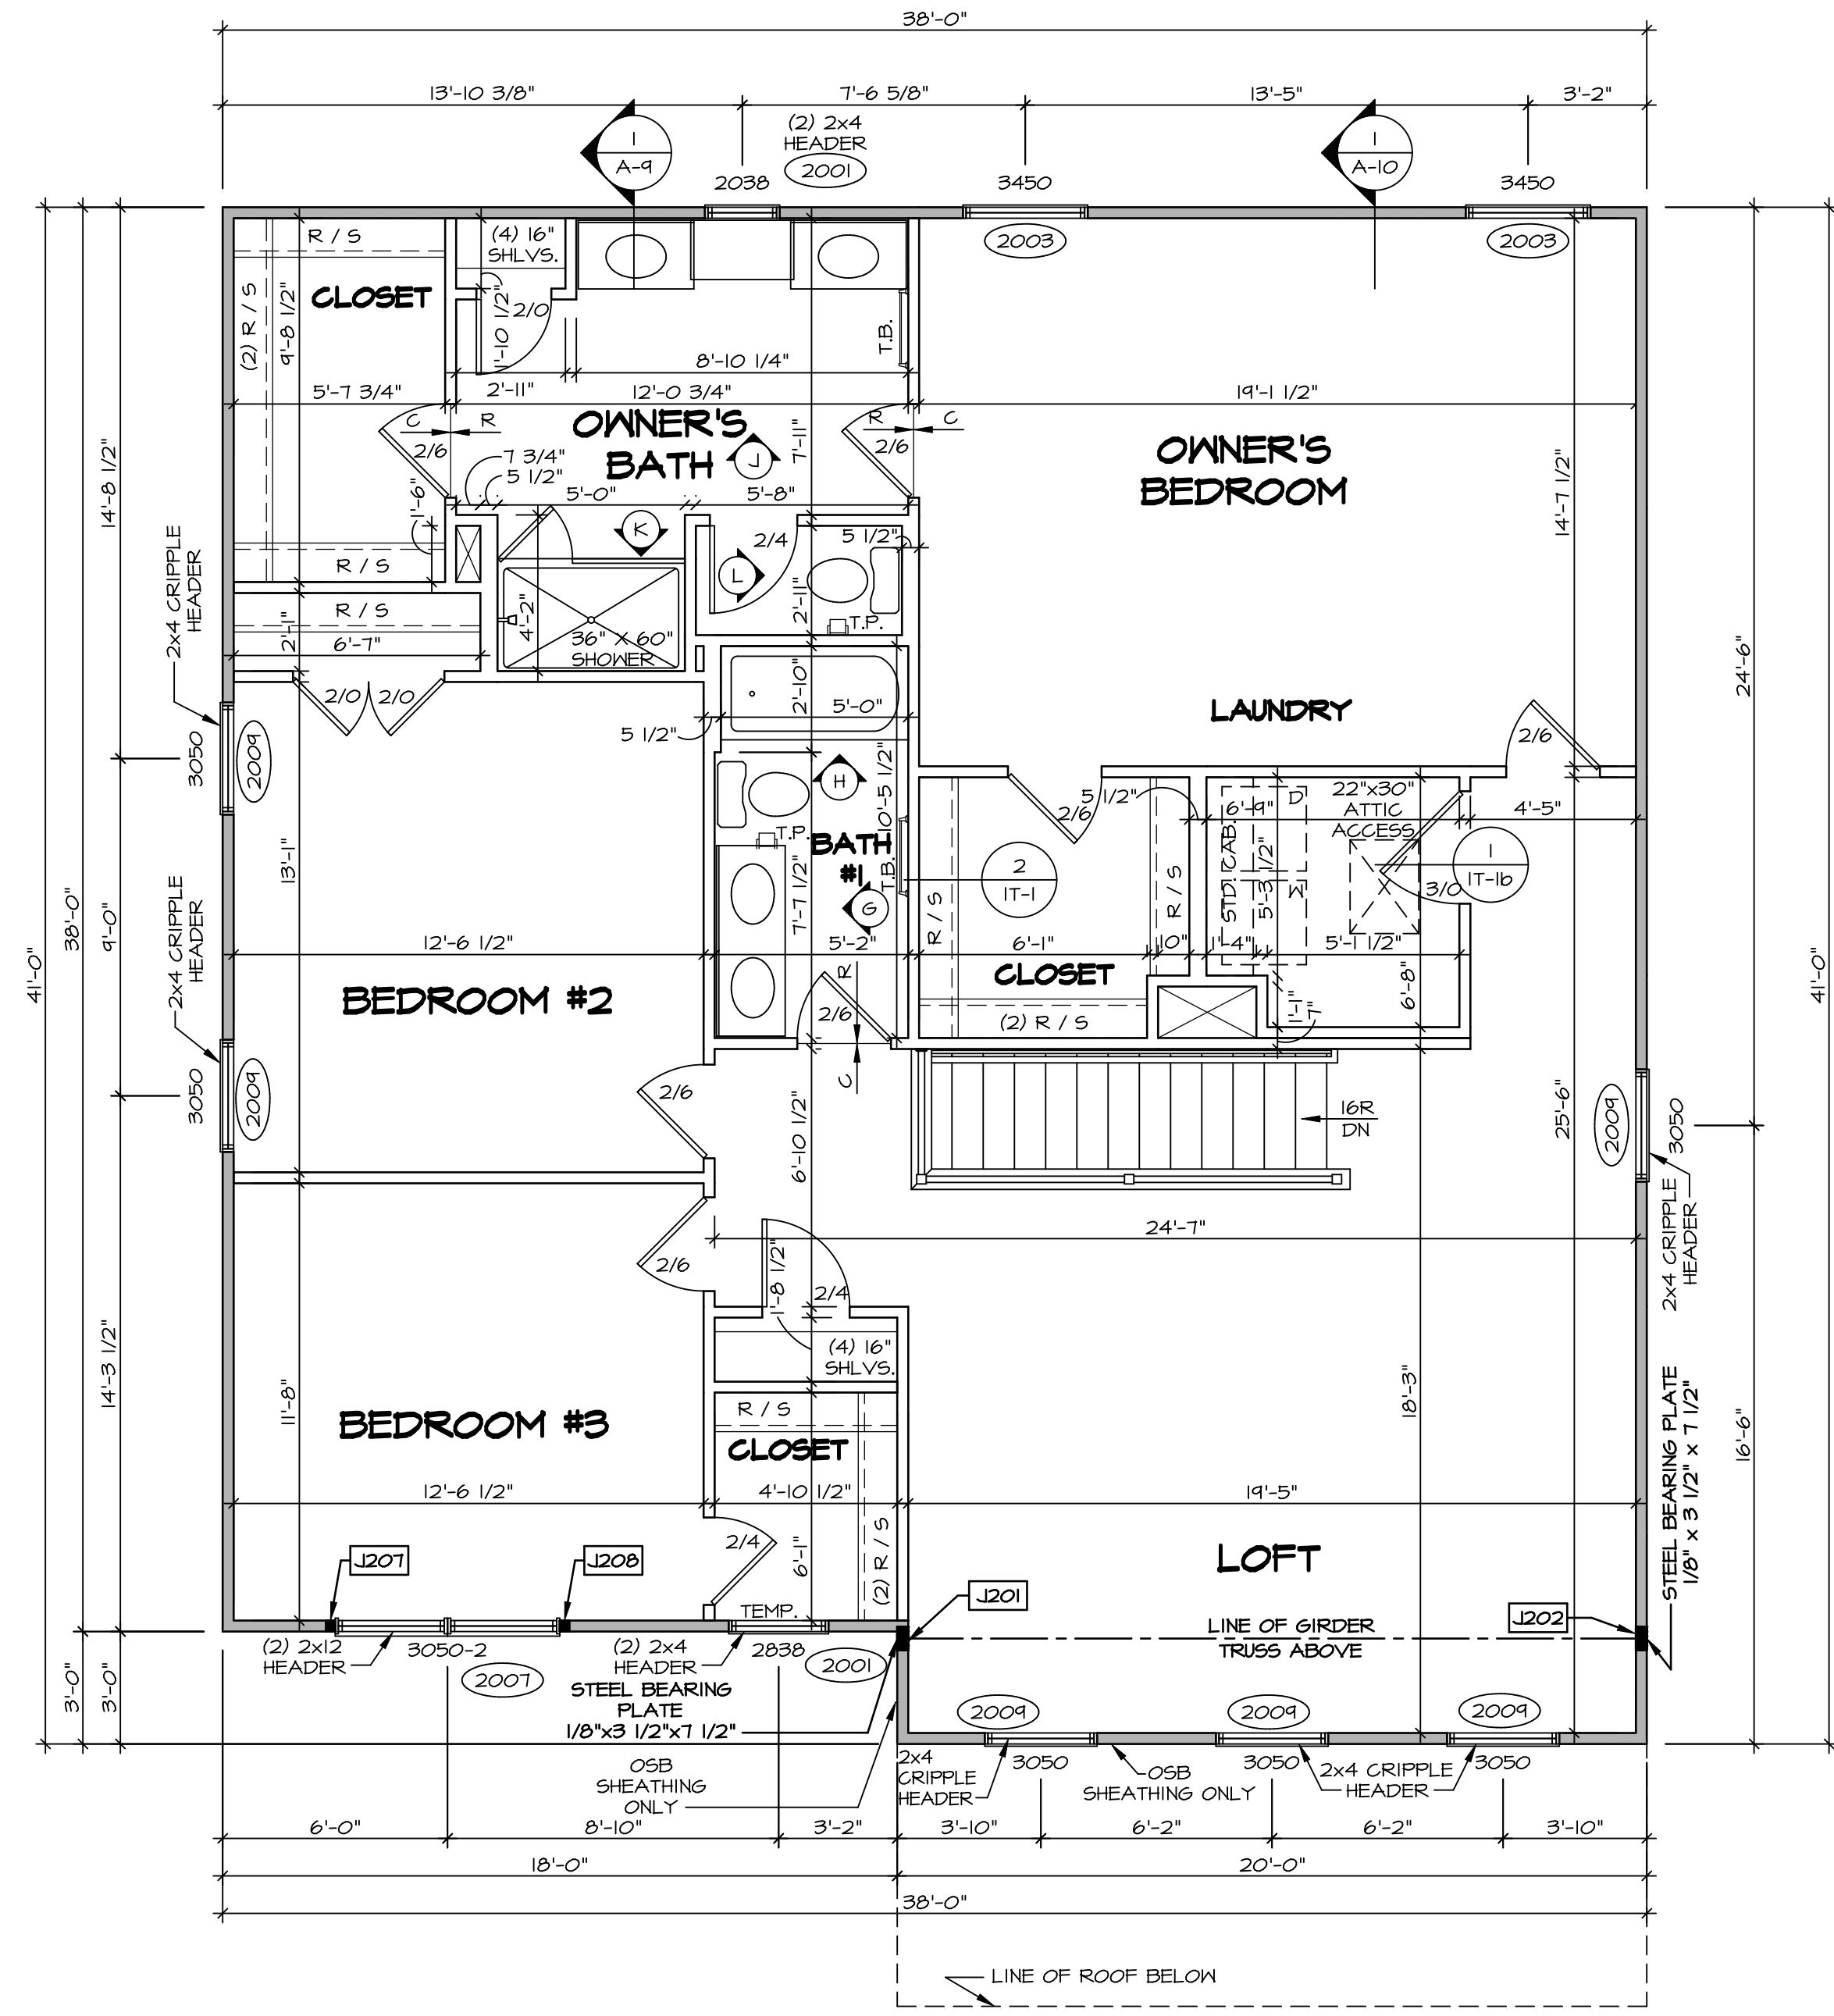 38'-0"
13'-10 3/8"
7'-6 5/8"
13'-5"
3'-2"
(2) 2x4
HEADER
2001
1
A-9
1
A-10
2038
3450
3450
2003
2003
R / S
(4) 16"
SHLVS.
CLOSET
(2) R / S
9'-8 1/2"
1'-10 1/2"
2/0
T.B.
8'-10 1/4"
5'-7 3/4"
2'-11"
12'-0 3/4"
19'-1 1/2"
C
R
R
C
2/6
2/6
OWNER'S
BATH
J
7'-11"
OWNER'S
BEDROOM
14'-7 1/2"
14'-8 1/2"
7 3/4"
5 1/2"
5'-0"
5'-8"
1'-6"
K
2/4
5 1/2"
L
R / S
2x4 CRIPPLE
HEADER
R / S
2'-1"
6'-7"
4'-2"
36" X 60"
SHOWER
2'-11"
T.P.
24'-6"
2/0
2/0
2'-10"
5'-0"
5 1/2"
LAUNDRY
2/6
3050
2009
H
10'-5 1/2"
2/6
5 1/2"
6'-9"
D
22"x30"
ATTIC
ACCESS
4'-5"
T.P.
BATH
#1
T.B.
G
7'-7 1/2"
2
IT-1
R / S
R / S
STD. CAB.
5'-3 1/2"
W
3/0
1
IT-1b
13'-1"
41'-0"
38'-0"
9'-0"
2x4 CRIPPLE
HEADER
12'-6 1/2"
5'-2"
6'-1"
10"
1'-4"
5'-1 1/2"
41'-0"
BEDROOM #2
R
2/6
C
CLOSET
(2) R / S
1'-1"
7"
6'-8"
3050
2009
2/6
6'-10 1/2"
16R
DN
25'-6"
2009
3050
2x4 CRIPPLE
HEADER
24'-7"
2/6
1'-8 1/2"
2/4
(4) 16"
SHLVS.
14'-3 1/2"
11'-8"
BEDROOM #3
R / S
CLOSET
18'-3"
16'-6"
STEEL BEARING PLATE
1/8" x 3 1/2" x 7 1/2"
12'-6 1/2"
4'-10 1/2"
19'-5"
2/4
6'-1"
(2) R / S
LOFT
J207
J208
J201
J202
TEMP.
LINE OF GIRDER
TRUSS ABOVE
(2) 2x12
HEADER
3050-2
2007
(2) 2x4
HEADER
2838
2001
STEEL BEARING
PLATE
1/8"x3 1/2"x7 1/2"
3'-0"
3'-0"
2009
2009
2009
OSB
SHEATHING
ONLY
2x4
CRIPPLE
HEADER
3050
OSB
SHEATHING ONLY
3050
2x4 CRIPPLE
HEADER
3050
6'-0"
8'-10"
3'-2"
3'-10"
6'-2"
6'-2"
3'-10"
18'-0"
20'-0"
38'-0"
LINE OF ROOF BELOW